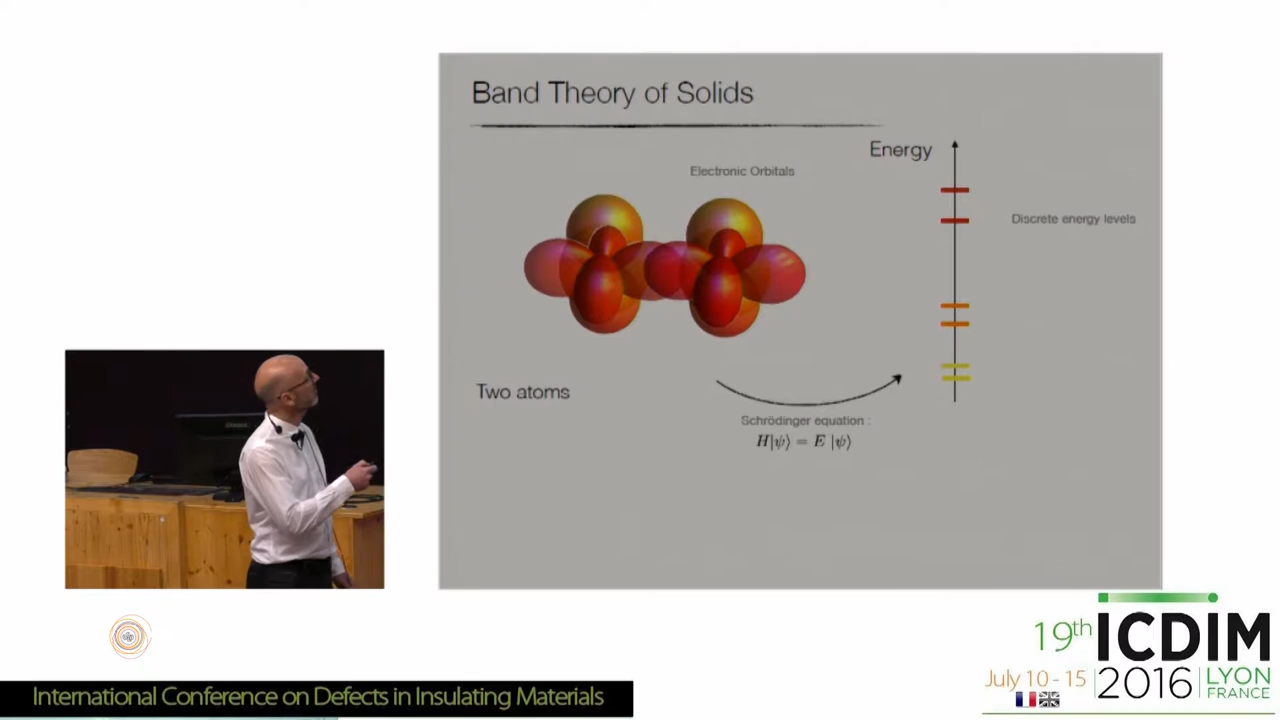 Band Theory of Solids
Energy
Electronic Orbitals
Discrete energy levels
Two atoms
Schrödinger equation :
H|ψ⟩ = E |ψ⟩
19th ICDIM
July 10 - 15 2016 LYON
FRANCE
International Conference on Defects in Insulating Materials